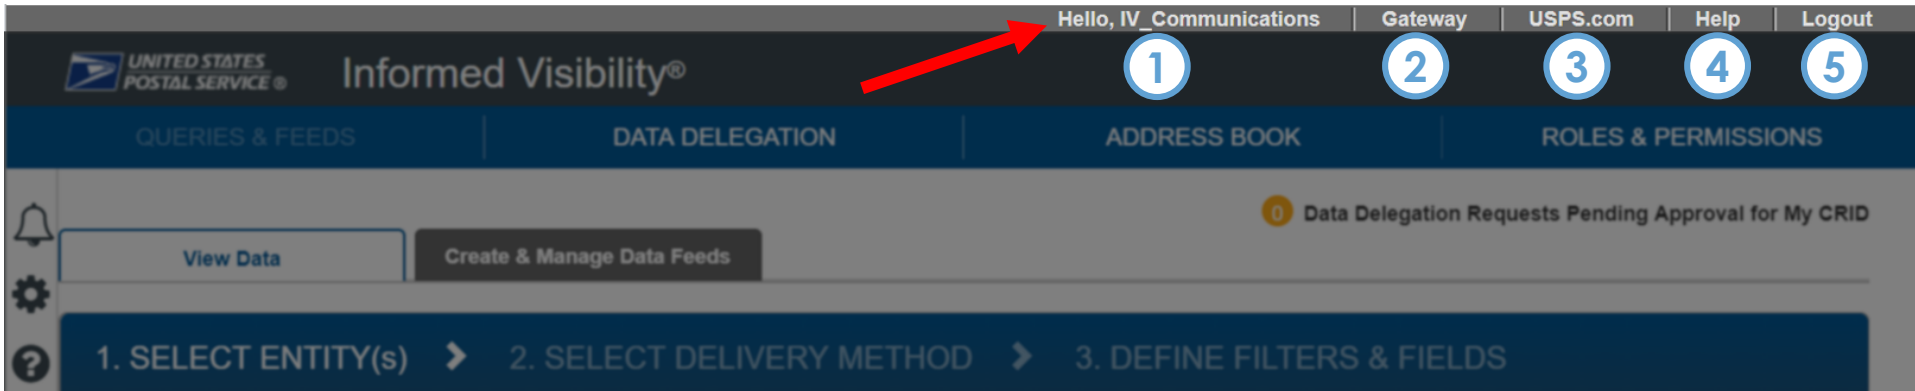 Hello, IV_Communications | Gateway | USPS.com | Help | Logout
1 2 3 4 5
UNITED STATES
POSTAL SERVICE ®
Informed Visibility®
QUERIES & FEEDS DATA DELEGATION ADDRESS BOOK ROLES & PERMISSIONS
0 Data Delegation Requests Pending Approval for My CRID
View Data Create & Manage Data Feeds
1. SELECT ENTITY(s) 2. SELECT DELIVERY METHOD 3. DEFINE FILTERS & FIELDS
?